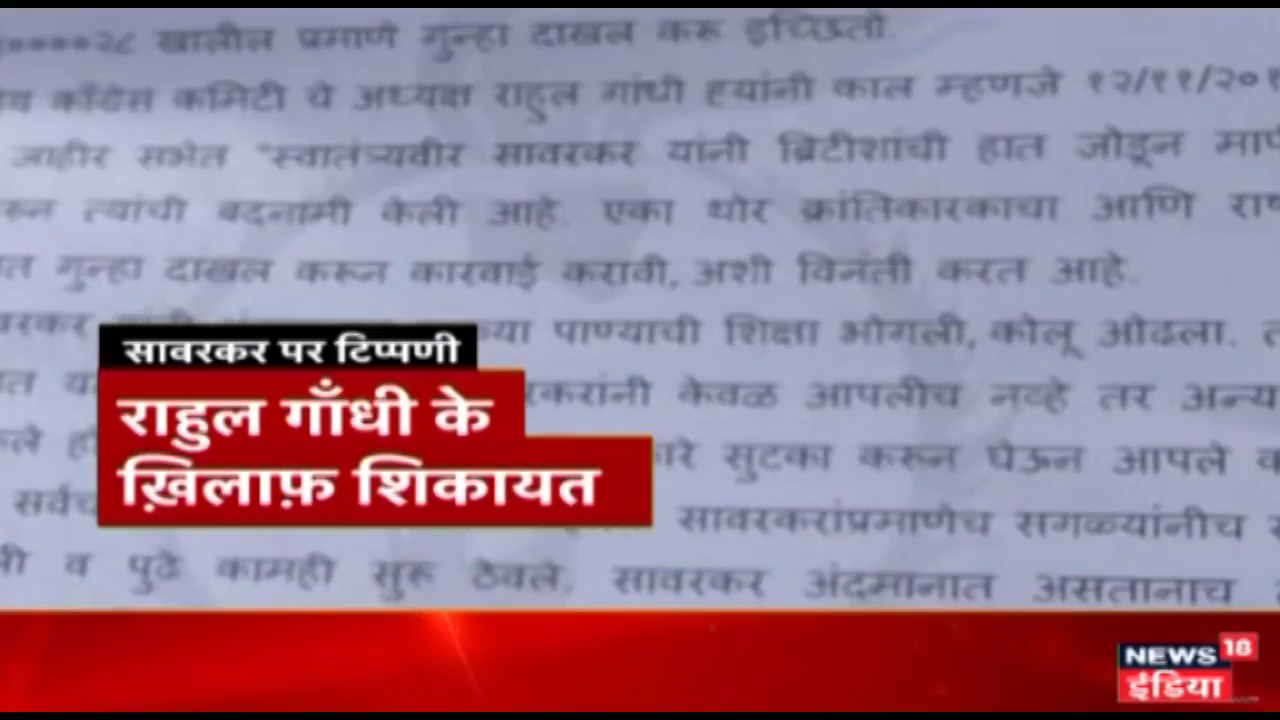 खालील प्रमाणे गुन्हा दाखल करू इच्छितो.
काँग्रेस कमिटी चे अध्यक्ष राहुल गांधी ह्यांनी काल म्हणजे १२/११/२०१
जाहीर सभेत "स्वातंत्र्यवीर सावरकर यांनी ब्रिटीशांची हात जोडून
त्यांची बदनामी केली आहे. एका थोर क्रांतिकारकाचा आणि
गुन्हा दाखल करून कारवाई करावी, अशी विनंती करत आहे.
पाण्याची शिक्षा भोगली, कोलू ओढला.
सावरकर पर टिप्पणी
केवळ आपलीच नव्हे तर अन्य
राहुल गाँधी के
सुटका करून घेऊन आपले
ख़िलाफ़ शिकायत
सावरकरांप्रमाणेच सगळ्यांनीच
व पुढे कामही सुरू ठेवले. सावरकर अंदमानात असतानाच
NEWS 18
इंडिया